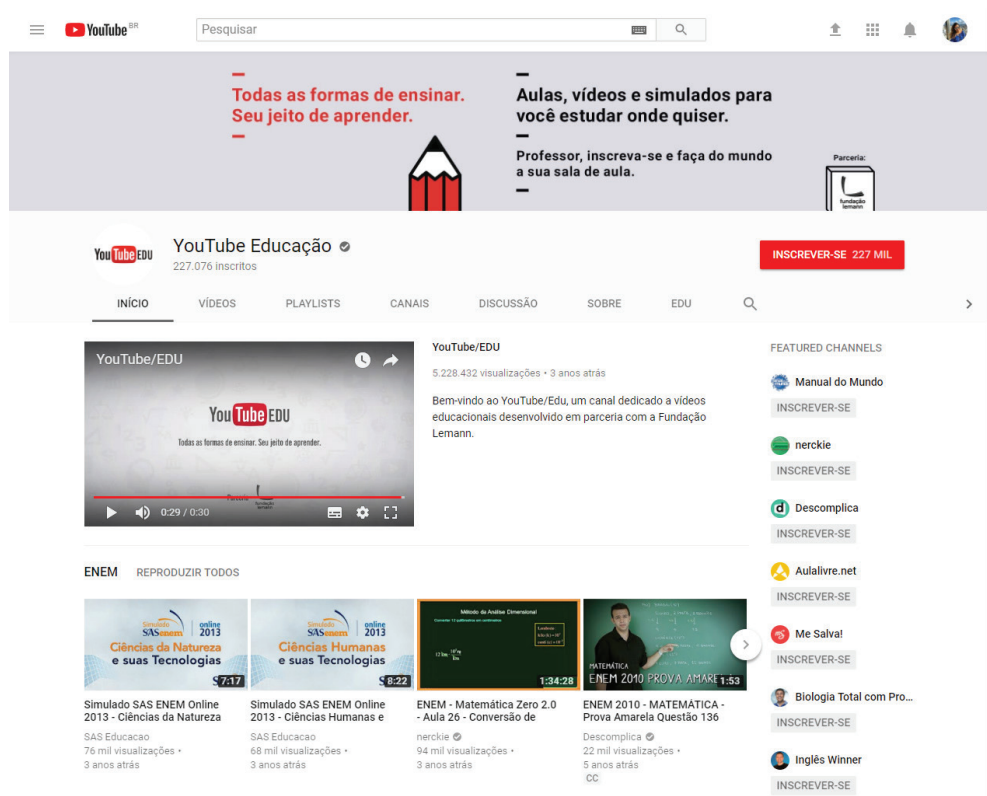 YouTube BR
Pesquisar
Todas as formas de ensinar.
Seu jeito de aprender.
Aulas, vídeos e simulados para
você estudar onde quiser.
Professor, inscreva-se e faça do mundo
a sua sala de aula.
Parceria:
fundação
lemann
YouTube EDU
YouTube Educação
227.076 inscritos
INSCREVER-SE 227 MIL
INÍCIO VÍDEOS PLAYLISTS CANAIS DISCUSSÃO SOBRE EDU
YouTube/EDU
YouTube EDU
Todas as formas de ensinar. Seu jeito de aprender.
Parceria:
fundação
lemann
0:29 / 0:30
YouTube/EDU
5.228.432 visualizações • 3 anos atrás
Bem-vindo ao YouTube/Edu, um canal dedicado a vídeos
educacionais desenvolvido em parceria com a Fundação
Lemann.
FEATURED CHANNELS
Manual do Mundo
INSCREVER-SE
nerckie
INSCREVER-SE
Descomplica
INSCREVER-SE
Aulalivre.net
INSCREVER-SE
Me Salva!
INSCREVER-SE
Biologia Total com Pro...
INSCREVER-SE
Inglês Winner
INSCREVER-SE
ENEM REPRODUZIR TODOS
Simulado
SASenem
online
2013
Ciências da Natureza
e suas Tecnologias
7:17
Simulado SAS ENEM Online
2013 - Ciências da Natureza
SAS Educacao
76 mil visualizações •
3 anos atrás
Simulado
SASenem
online
2013
Ciências Humanas
e suas Tecnologias
8:22
Simulado SAS ENEM Online
2013 - Ciências Humanas e
SAS Educacao
68 mil visualizações •
3 anos atrás
Método da Análise Dimensional
1:34:28
ENEM - Matemática Zero 2.0
- Aula 26 - Conversão de
nerckie
94 mil visualizações •
3 anos atrás
MATEMÁTICA
ENEM 2010 PROVA AMARE
1:53
ENEM 2010 - MATEMÁTICA -
Prova Amarela Questão 136
Descomplica
22 mil visualizações •
5 anos atrás
CC